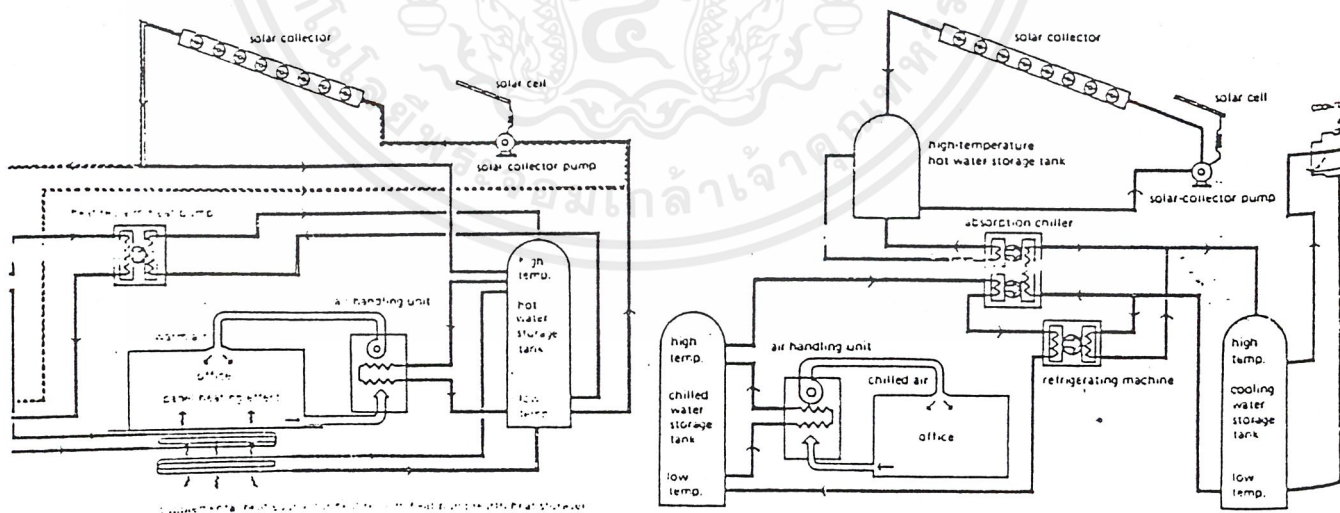 solar collector
solar cell
solar collector pump
heat pump
high
temp.
hot
water
storage
tank
low
temp
air handling unit
warm air
office
panel heating effect
solar collector
solar cell
high-temperature
hot water storage tank
solar-collector pump
absorption chiller
high
temp.
chilled
water
storage
tank
low
temp.
air handling unit
chilled air
office
refrigerating machine
high
temp.
cooling
water
storage
tank
low
temp.